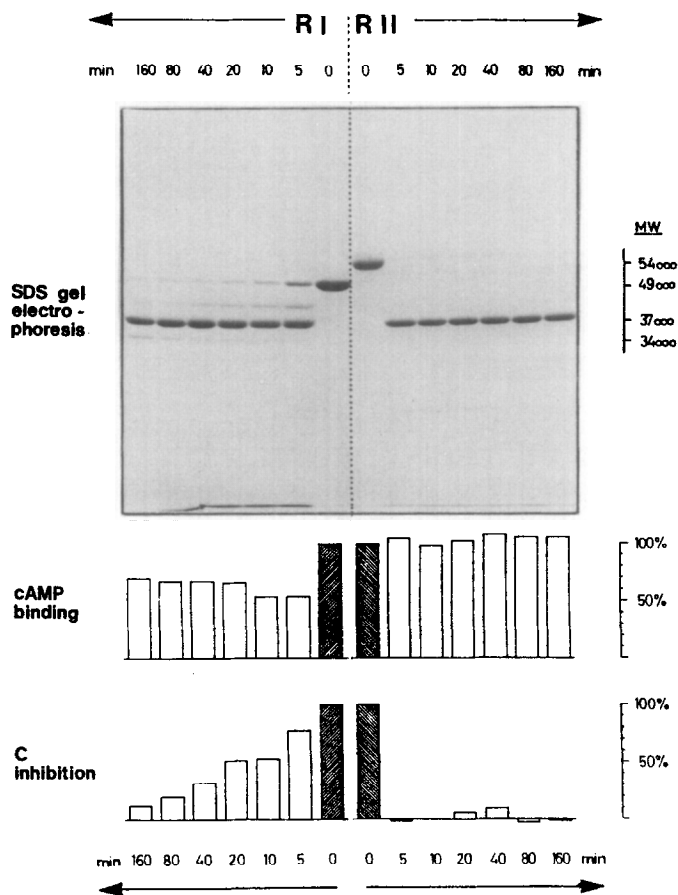 R I R II
min 160 80 40 20 10 5 0 0 5 10 20 40 80 160 min
MW
54000
49000
37000
34000
SDS gel
electro -
phoresis
100%
50%
cAMP
binding
100%
50%
C
inhibition
min 160 80 40 20 10 5 0 0 5 10 20 40 80 160 min